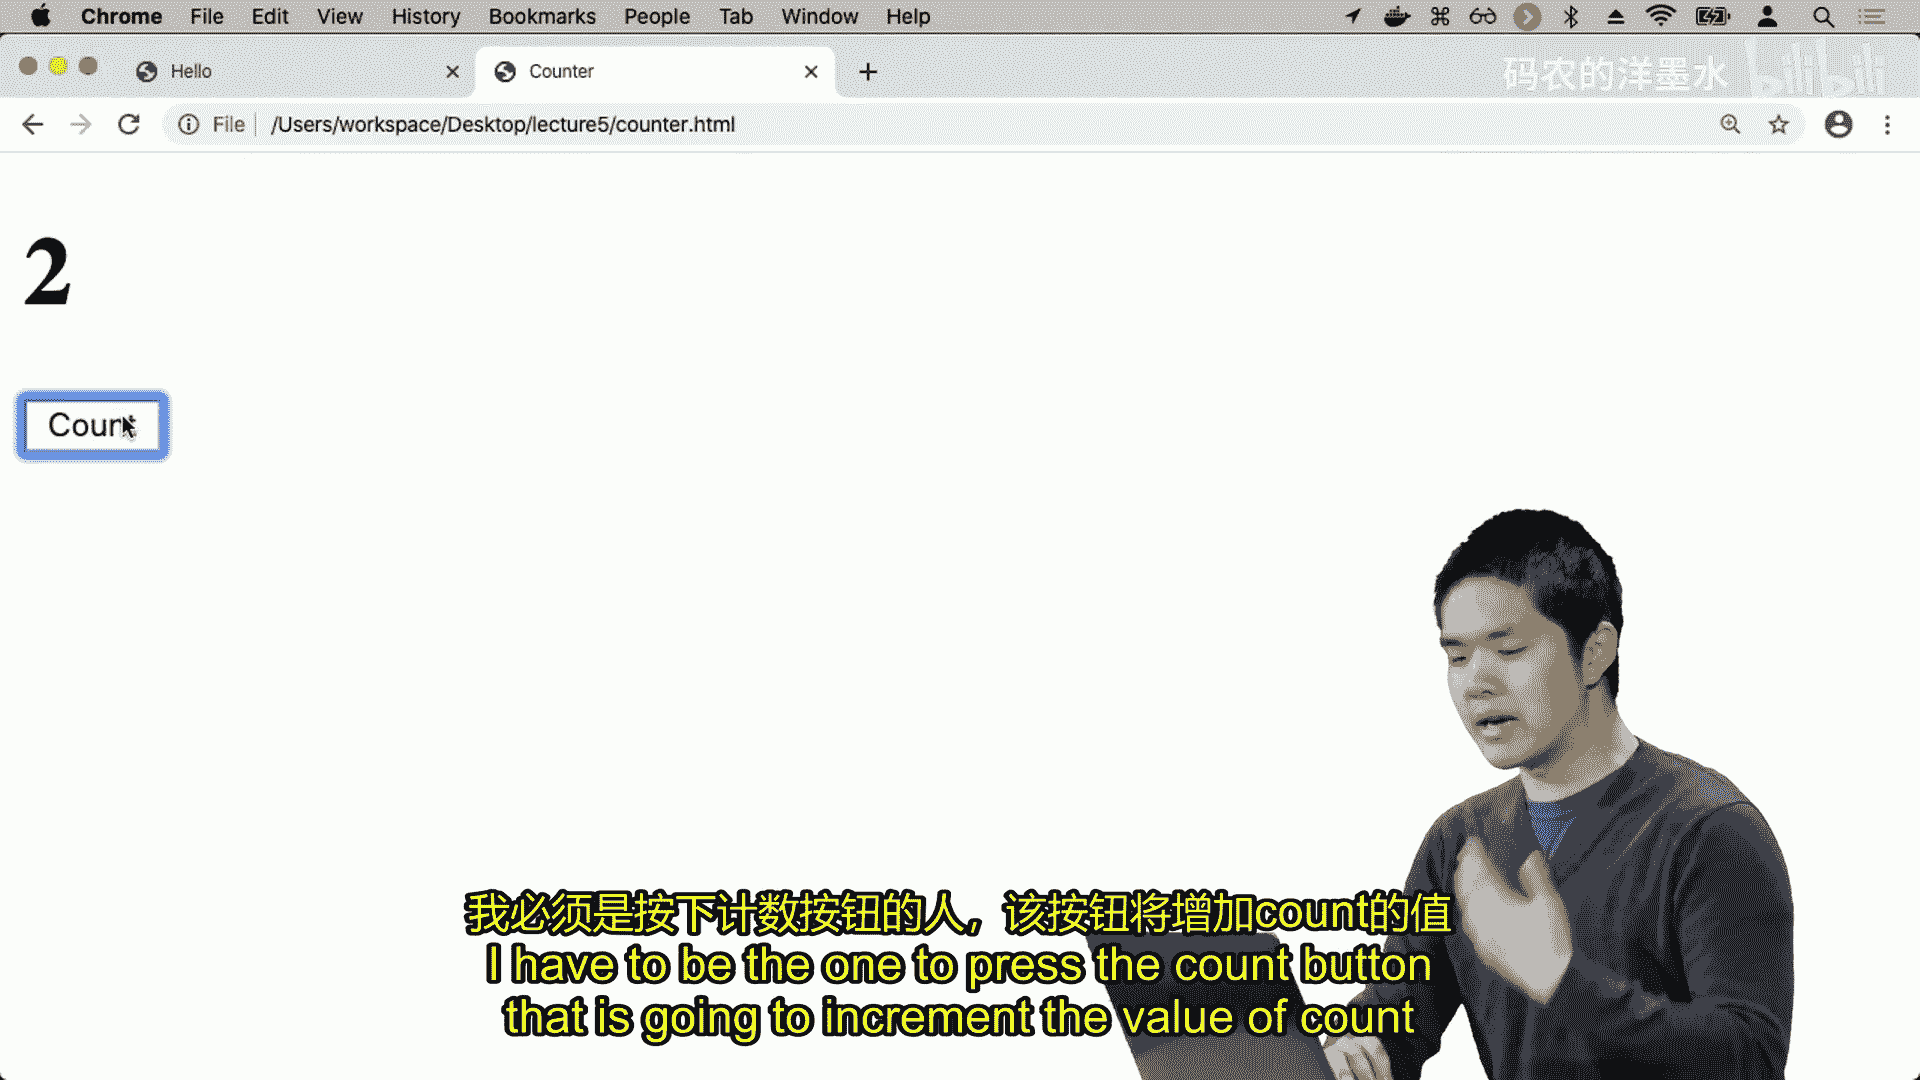 Chrome File Edit View History Bookmarks People Tab Window Help
Hello
Counter
码农的洋墨水 bilibili
File /Users/workspace/Desktop/lecture5/counter.html
2
Count
我必须是按下计数按钮的人，该按钮将增加count的值
I have to be the one to press the count button
that is going to increment the value of count